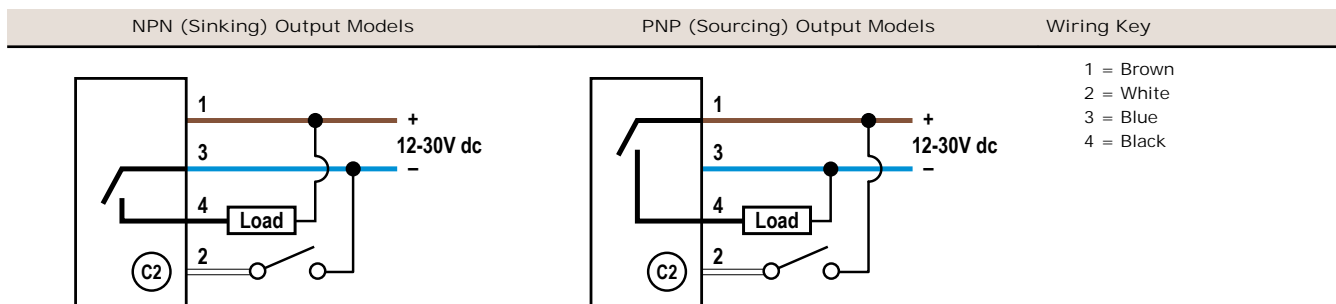 NPN (Sinking) Output Models
PNP (Sourcing) Output Models
Wiring Key
1
+
12-30V dc
3
–
4
Load
2
C2
1
+
12-30V dc
3
–
4
Load
2
C2
1 = Brown
2 = White
3 = Blue
4 = Black